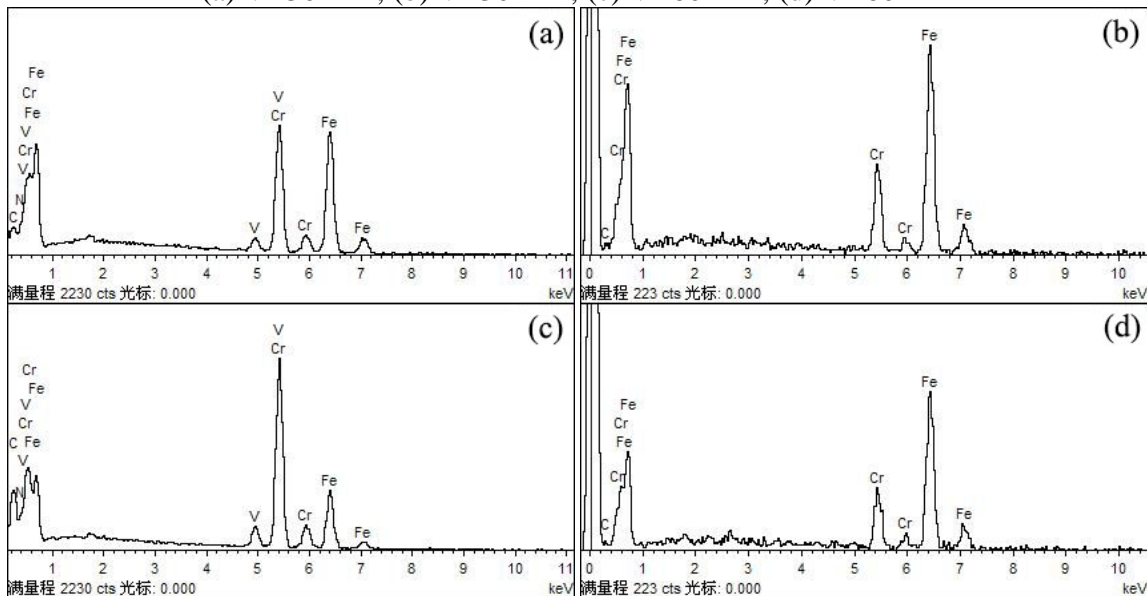 (a)
Fe
Cr
Fe
V
Cr
V
N
C
V
V
Cr
Cr
Fe
Fe
1 2 3 4 5 6 7 8 9 10 11
满量程 2230 cts 光标: 0.000 keV
(b)
Fe
Fe
Cr
Cr
C
Cr
Cr
Fe
Fe
0 1 2 3 4 5 6 7 8 9 10
满量程 223 cts 光标: 0.000 keV
(c)
Cr
Fe
V
Cr
C Fe
V
N
V
V
Cr
Cr
Fe
Fe
1 2 3 4 5 6 7 8 9 10 11
满量程 2230 cts 光标: 0.000 keV
(d)
Fe
Cr
Fe
Cr
C
Cr
Cr
Fe
Fe
0 1 2 3 4 5 6 7 8 9 10
满量程 223 cts 光标: 0.000 keV